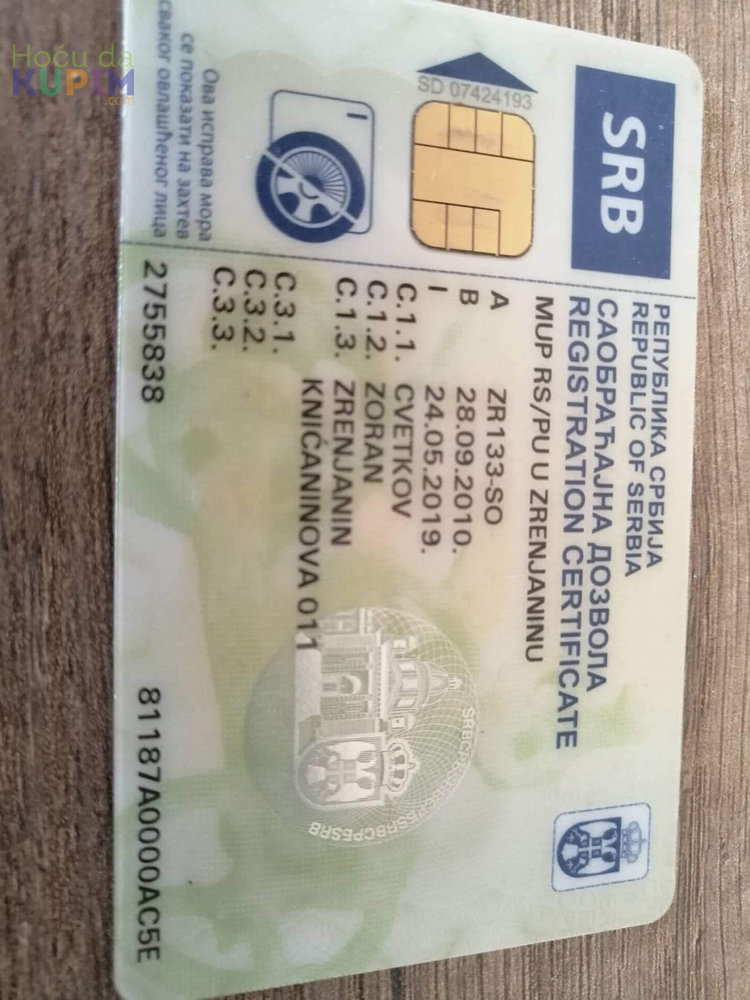 Hoću da
KUPIM
.com
SRB
РЕПУБЛИКА СРБИЈА
REPUBLIC OF SERBIA
САОБРАЋАЈНА ДОЗВОЛА
REGISTRATION CERTIFICATE
MUP RS/PU U ZRENJANINU
SD 07424193
A ZR133-SO
B 28.09.2010.
I 24.05.2019.
C.1.1. CVETKOV
C.1.2. ZORAN
C.1.3. ZRENJANIN
KNIĆANINOVA 011
C.3.1.
C.3.2.
C.3.3.
Ова исправа мора
се показати на захтев
сваког овлашћеног лица
2755838 81187A0000AC5E